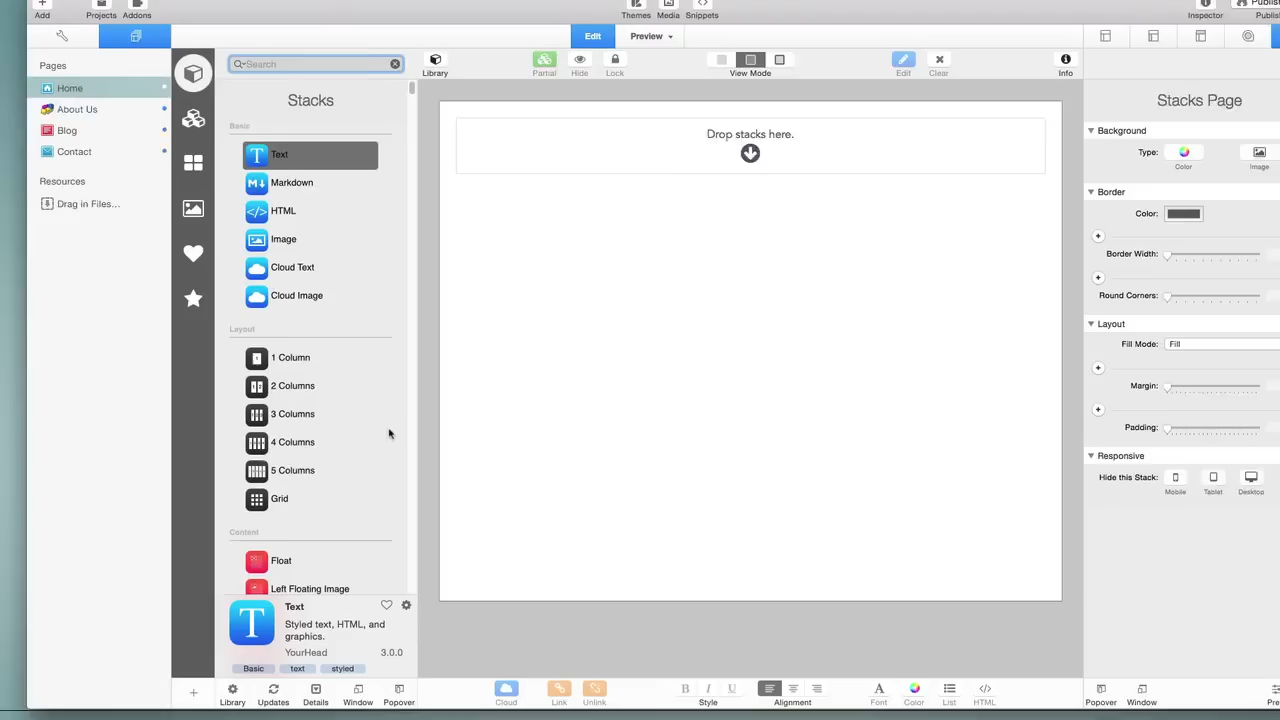 Add
Projects
Addons
Themes
Media
Snippets
Inspector
Edit
Preview
Pages
Home
About Us
Blog
Contact
Resources
Drag in Files...
Search
Stacks
Basic
T Text
M Markdown
</> HTML
Image
Cloud Text
Cloud Image
Layout
1 Column
2 Columns
3 Columns
4 Columns
5 Columns
Grid
Content
Float
Left Floating Image
T
Text
Styled text, HTML, and
graphics.
YourHead 3.0.0
Basic text styled
Library Updates Details Window Popover
Library
Partial Hide Lock
View Mode
Edit Clear
Info
Drop stacks here.
Cloud
Link Unlink
B I U
Style
Alignment
A
Font Color List HTML
Stacks Page
Background
Type:
Color Image
Border
Color:
Border Width:
Round Corners:
Layout
Fill Mode: Fill
Margin:
Padding:
Responsive
Hide this Stack:
Mobile Tablet Desktop
Popover Window